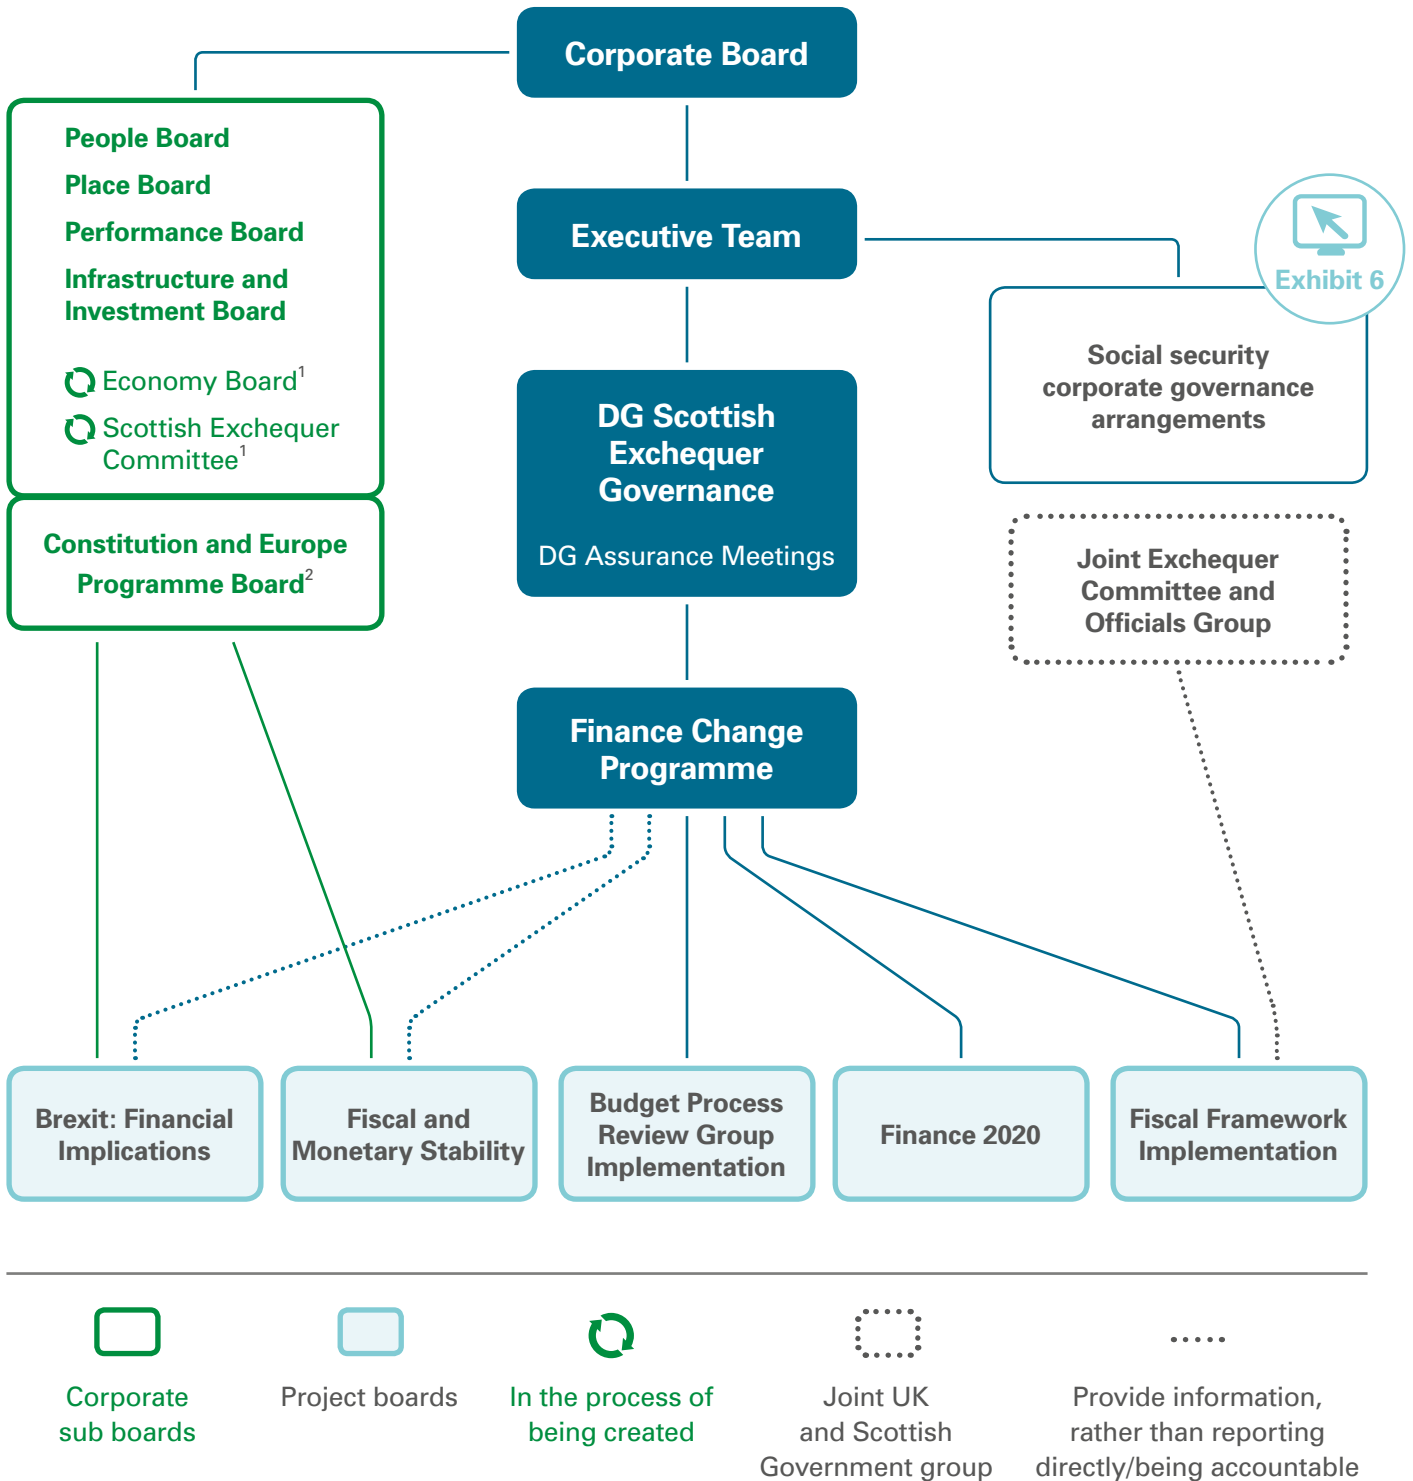 Corporate Board
People Board
Place Board
Performance Board
Infrastructure and
Investment Board
Economy Board¹
Scottish Exchequer
Committee¹
Constitution and Europe
Programme Board²
Executive Team
Exhibit 6
Social security
corporate governance
arrangements
DG Scottish
Exchequer
Governance
DG Assurance Meetings
Joint Exchequer
Committee and
Officials Group
Finance Change
Programme
Brexit: Financial
Implications
Fiscal and
Monetary Stability
Budget Process
Review Group
Implementation
Finance 2020
Fiscal Framework
Implementation
Corporate
sub boards
Project boards
In the process of
being created
Joint UK
and Scottish
Government group
Provide information,
rather than reporting
directly/being accountable